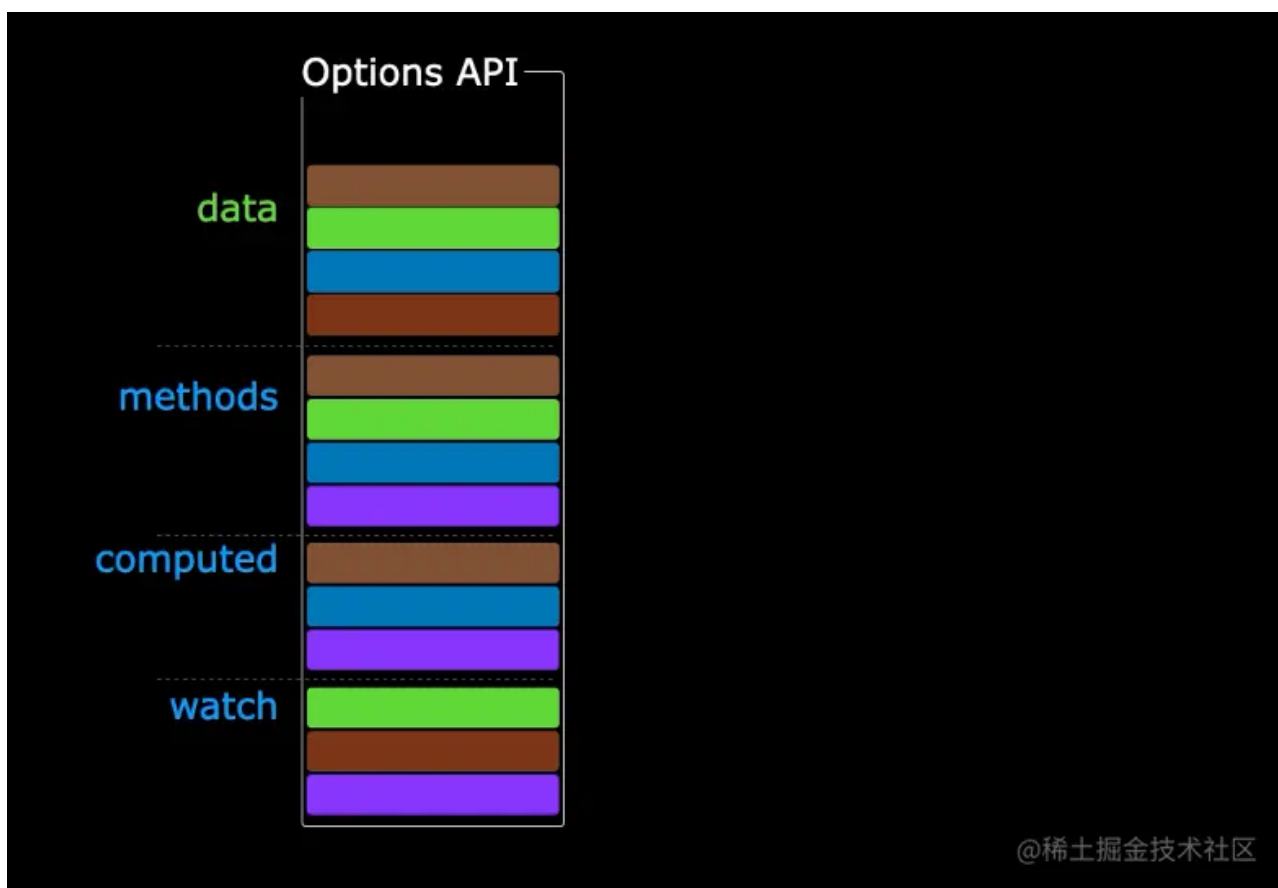 Options API
data
methods
computed
watch
@稀土掘金技术社区